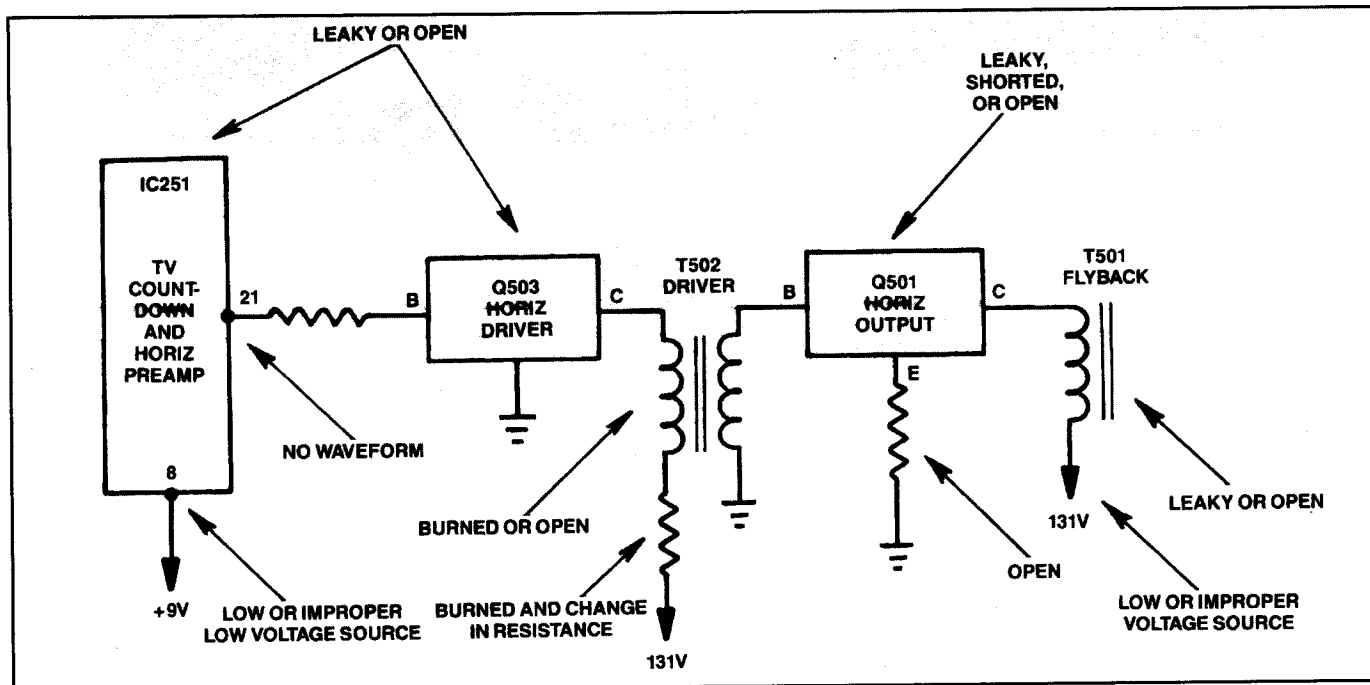 LEAKY OR OPEN
LEAKY,
SHORTED,
OR OPEN
IC251
TV
COUNT-
DOWN
AND
HORIZ
PREAMP
21
8
+9V
NO WAVEFORM
LOW OR IMPROPER
LOW VOLTAGE SOURCE
B
Q503
HORIZ
DRIVER
C
T502
DRIVER
BURNED OR OPEN
BURNED AND CHANGE
IN RESISTANCE
131V
B
Q501
HORIZ
OUTPUT
C
E
OPEN
T501
FLYBACK
131V
LEAKY OR OPEN
LOW OR IMPROPER
VOLTAGE SOURCE